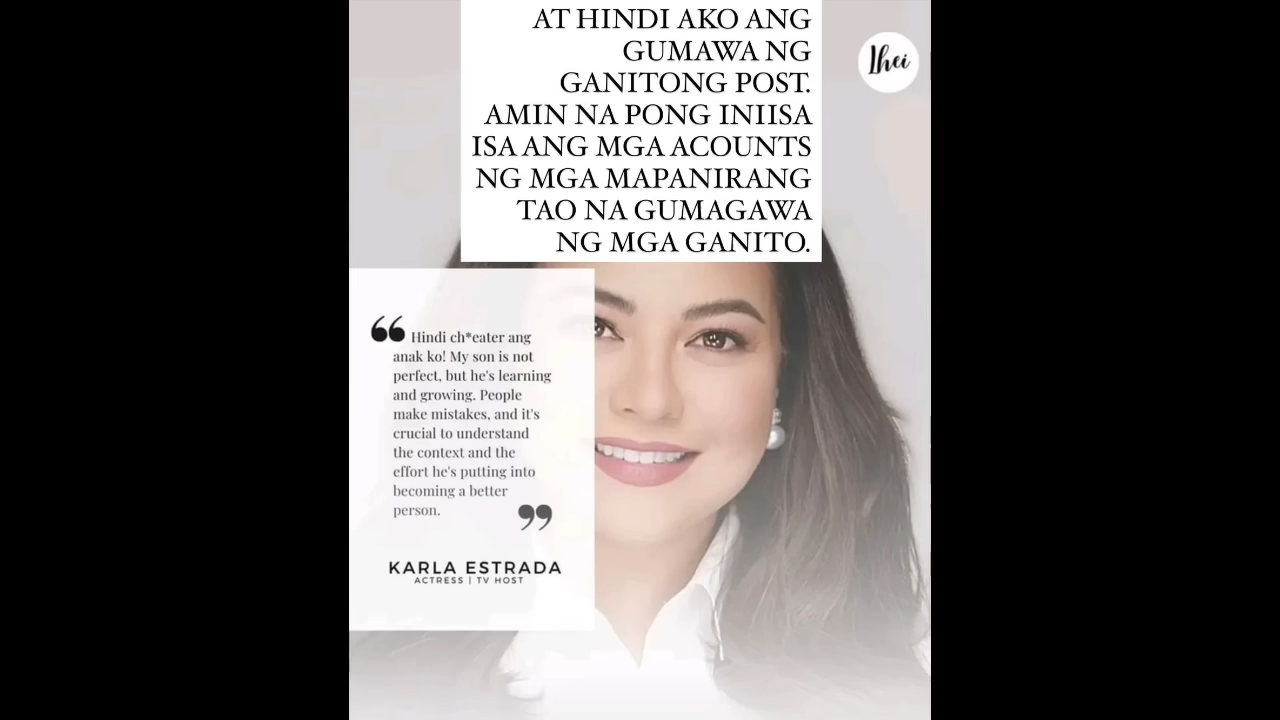 AT HINDI AKO ANG
GUMAWA NG
GANITONG POST.
AMIN NA PONG INIISA
ISA ANG MGA ACOUNTS
NG MGA MAPANIRANG
TAO NA GUMAGAWA
NG MGA GANITO.
Lhei
❝ Hindi ch*eater ang
anak ko! My son is not
perfect, but he's learning
and growing. People
make mistakes, and it's
crucial to understand
the context and the
effort he's putting into
becoming a better
person. ❞
KARLA ESTRADA
ACTRESS | TV HOST